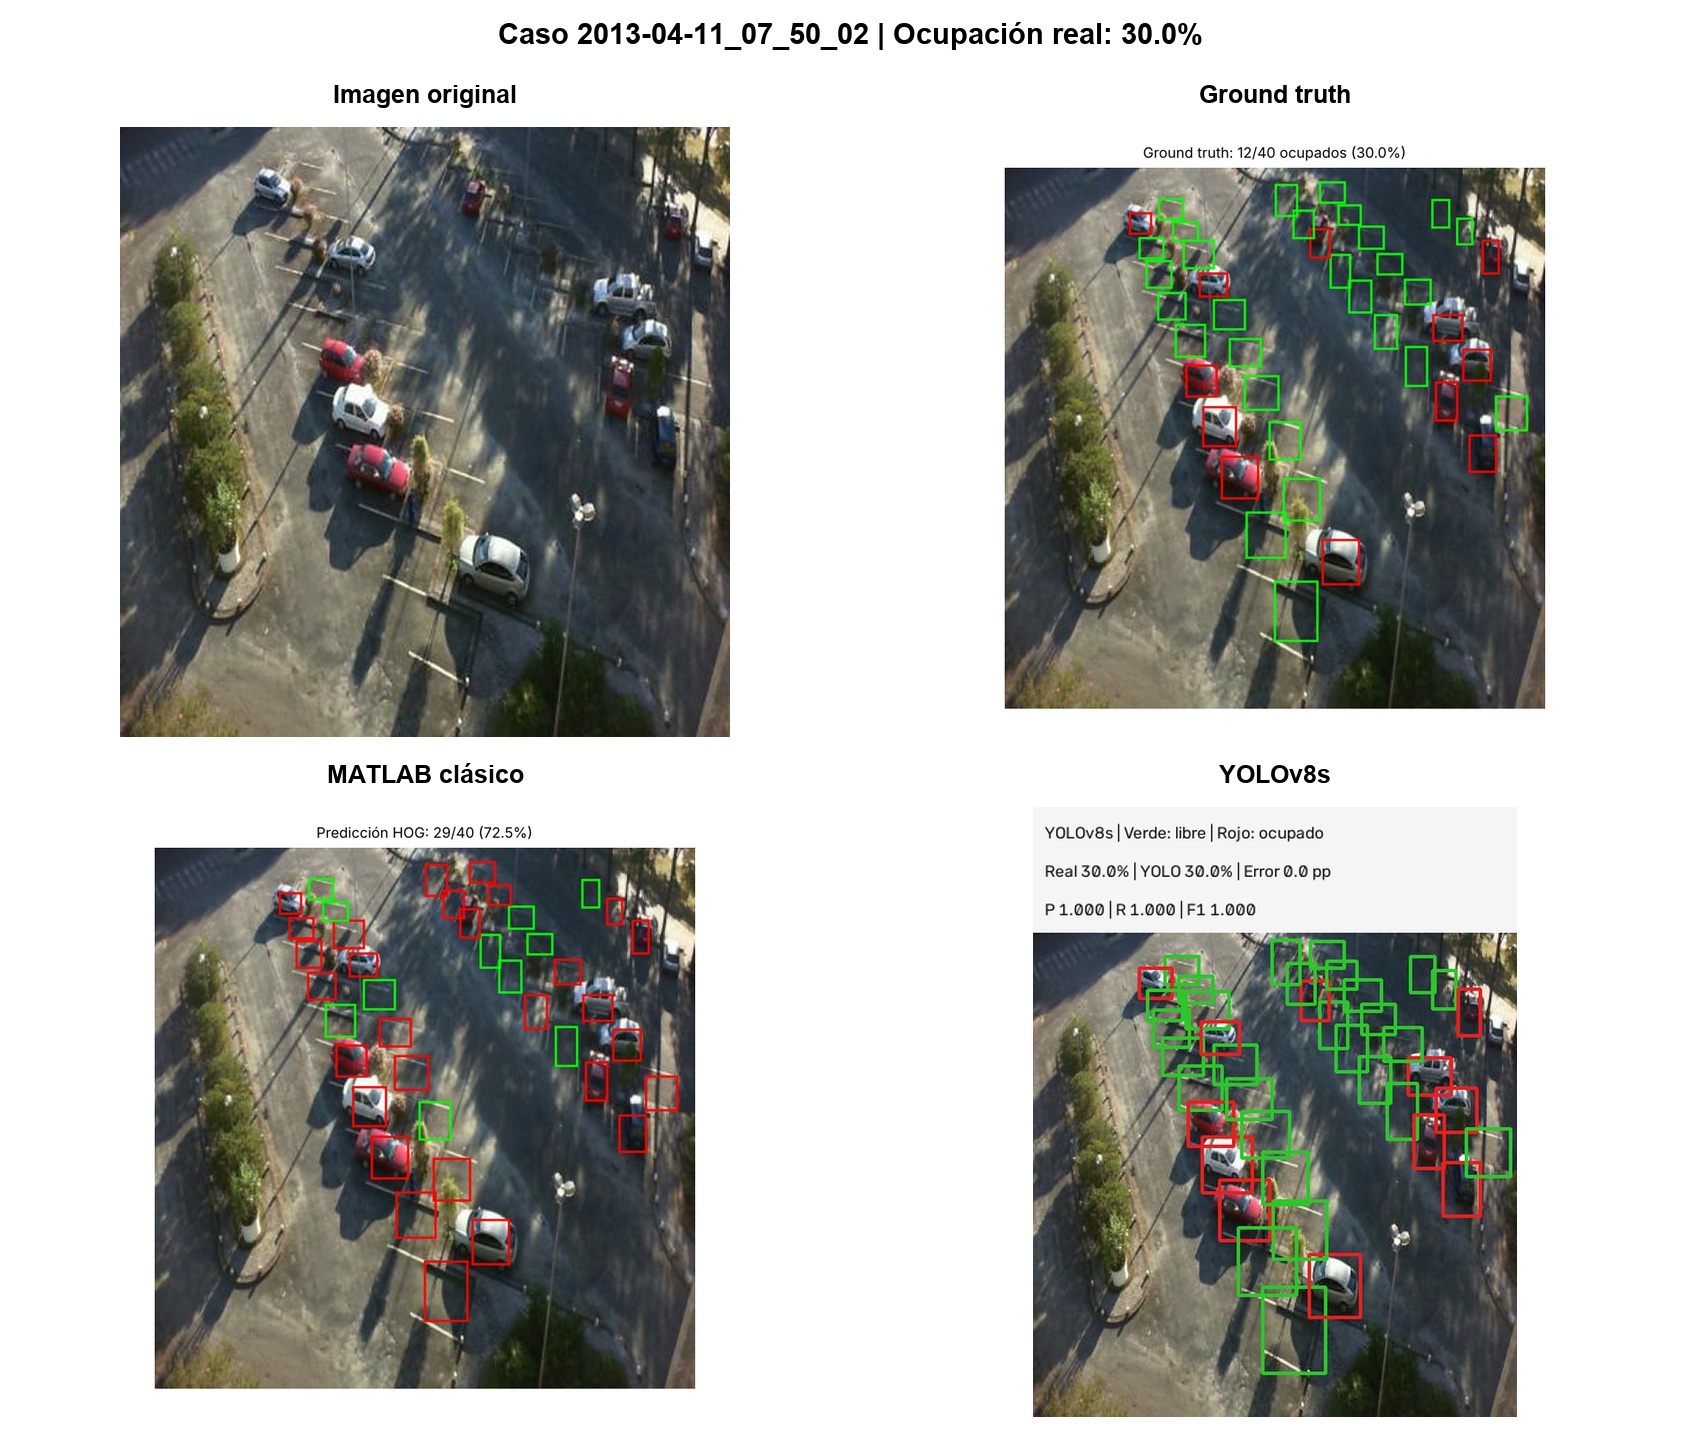 Caso 2013-04-11_07_50_02 | Ocupación real: 30.0%
Imagen original
Ground truth
Ground truth: 12/40 ocupados (30.0%)
MATLAB clásico
Predicción HOG: 29/40 (72.5%)
YOLOv8s
YOLOv8s | Verde: libre | Rojo: ocupado
Real 30.0% | YOLO 30.0% | Error 0.0 pp
P 1.000 | R 1.000 | F1 1.000